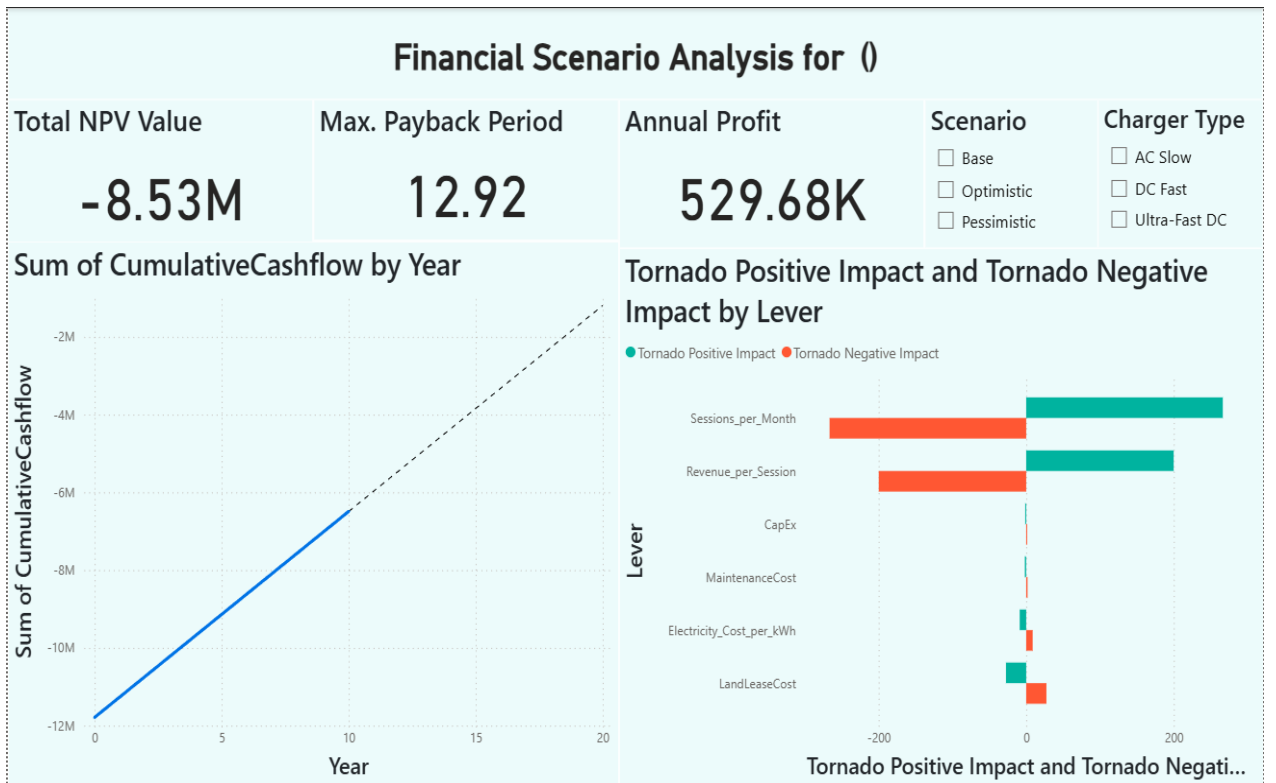 Financial Scenario Analysis for ()
Total NPV Value
-8.53M
Max. Payback Period
12.92
Annual Profit
529.68K
Scenario
Base
Optimistic
Pessimistic
Charger Type
AC Slow
DC Fast
Ultra-Fast DC
Sum of CumulativeCashflow by Year
Sum of CumulativeCashflow
-2M
-4M
-6M
-8M
-10M
-12M
0
5
10
15
20
Year
Tornado Positive Impact and Tornado Negative
Impact by Lever
Tornado Positive Impact
Tornado Negative Impact
Lever
Sessions_per_Month
Revenue_per_Session
CapEx
MaintenanceCost
Electricity_Cost_per_kWh
LandLeaseCost
-200
0
200
Tornado Positive Impact and Tornado Negati...